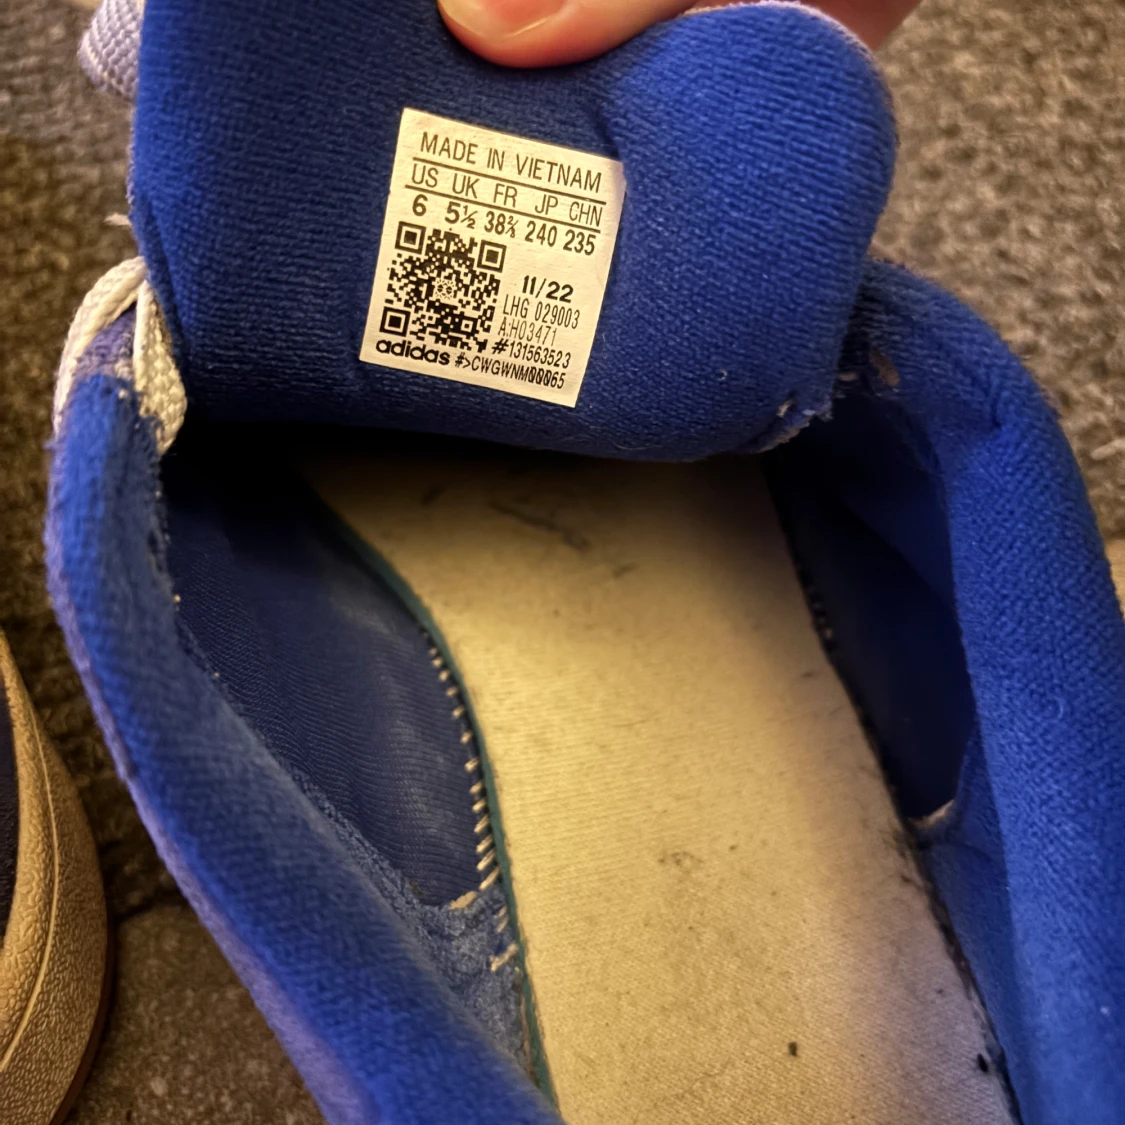 MADE IN VIETNAM
US UK FR JP CHN
6 5½ 38⅔ 240 235
11/22
LHG 029003
A:H03471
#131563523
adidas #>CWGWNM00065